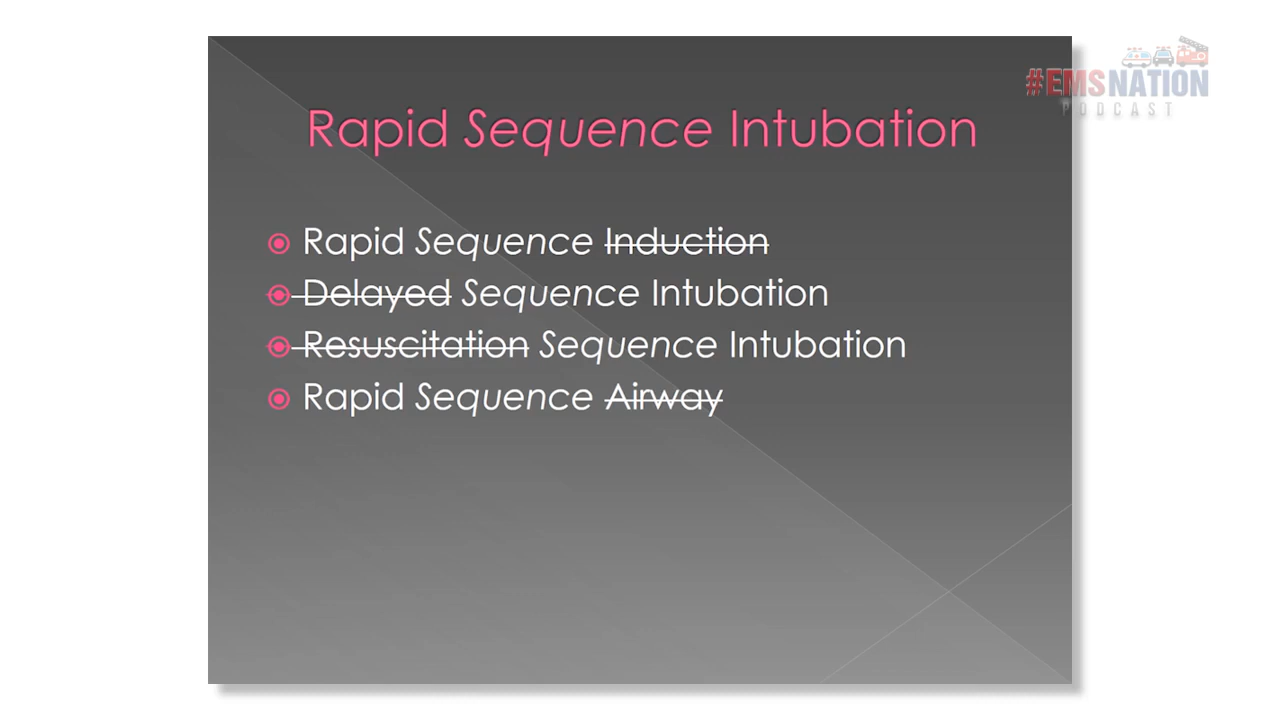 #EMSNATION
PODCAST
Rapid Sequence Intubation
Rapid Sequence Induction
Delayed Sequence Intubation
Resuscitation Sequence Intubation
Rapid Sequence Airway